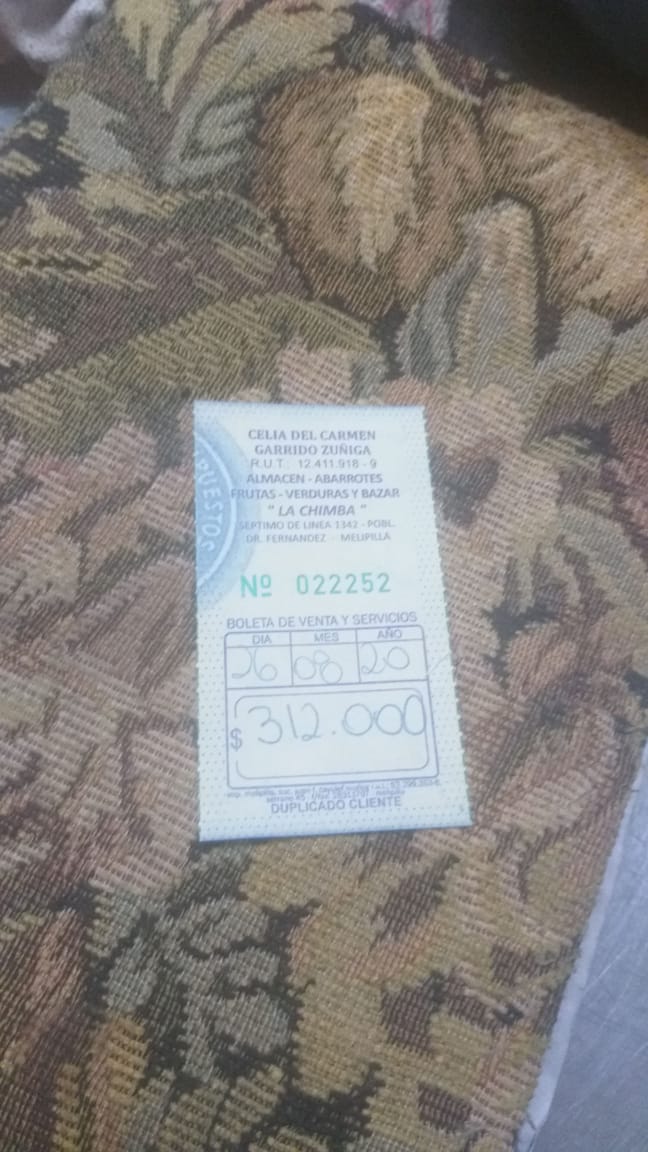 CELIA DEL CARMEN
GARRIDO ZUÑIGA
R.U.T.: 12.411.918 - 9
ALMACEN - ABARROTES
FRUTAS - VERDURAS Y BAZAR
" LA CHIMBA "
SEPTIMO DE LINEA 1342 - POBL.
DR. FERNANDEZ - MELIPILLA
PUESTOS
Nº 022252
BOLETA DE VENTA Y SERVICIOS
DIA MES AÑO
26 08 20
$ 312.000
DUPLICADO CLIENTE